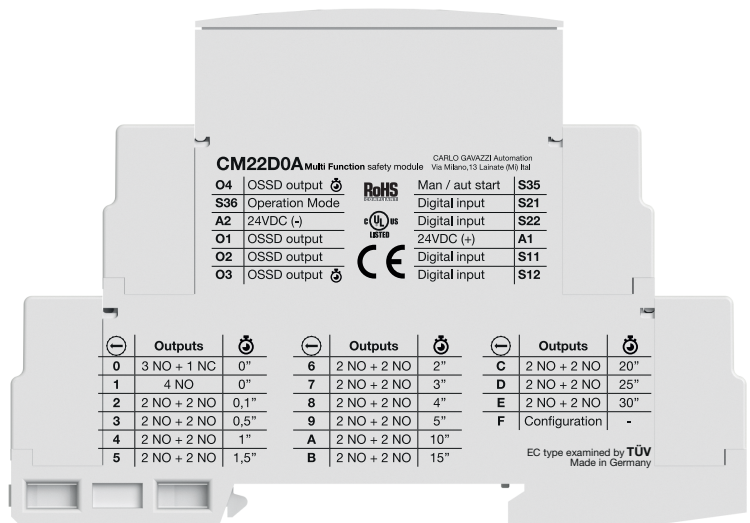 CM22D0A Multi Function safety module
CARLO GAVAZZI Automation
Via Milano,13 Lainate (Mi) Ital
O4 OSSD output
S36 Operation Mode
A2 24VDC (-)
O1 OSSD output
O2 OSSD output
O3 OSSD output
RoHS
COMPLIANT
c UL us
LISTED
CE
Man / aut start S35
Digital input S21
Digital input S22
24VDC (+) A1
Digital input S11
Digital input S12
Outputs
0 3 NO + 1 NC 0”
1 4 NO 0”
2 2 NO + 2 NO 0,1”
3 2 NO + 2 NO 0,5”
4 2 NO + 2 NO 1”
5 2 NO + 2 NO 1,5”
Outputs
6 2 NO + 2 NO 2”
7 2 NO + 2 NO 3”
8 2 NO + 2 NO 4”
9 2 NO + 2 NO 5”
A 2 NO + 2 NO 10”
B 2 NO + 2 NO 15”
Outputs
C 2 NO + 2 NO 20”
D 2 NO + 2 NO 25”
E 2 NO + 2 NO 30”
F Configuration -
EC type examined by TÜV
Made in Germany